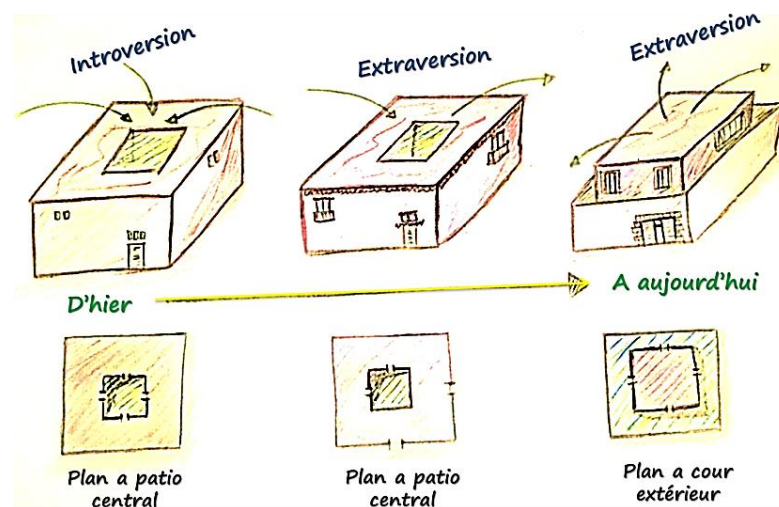 Introversion
Extraversion
Extraversion
D'hier
A aujourd'hui
Plan a patio
central
Plan a patio
central
Plan a cour
extérieur